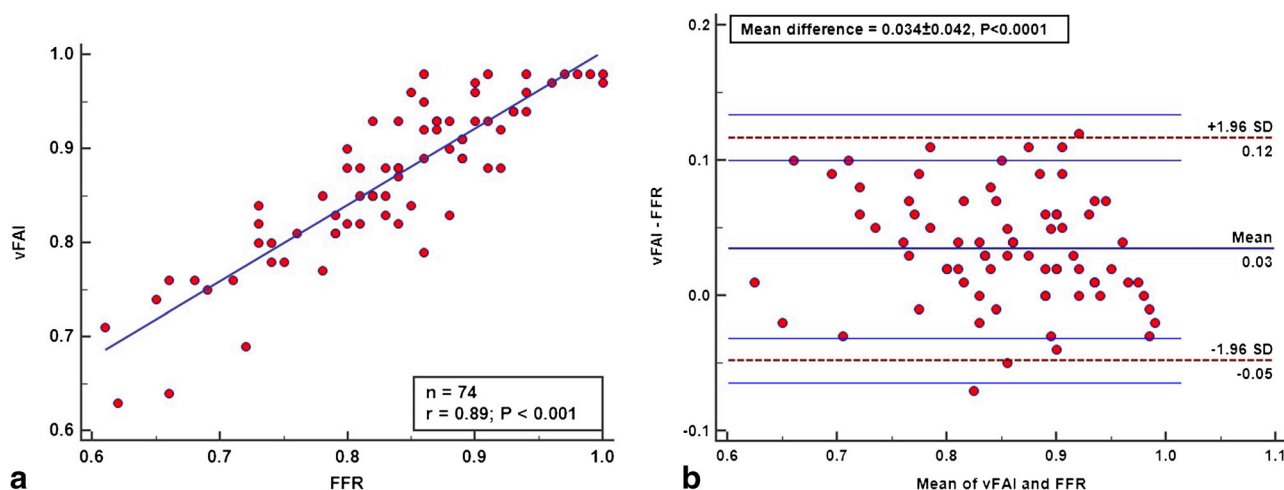 1.0
0.9
0.8
0.7
0.6
vFAI
n = 74
r = 0.89; P < 0.001
0.6 0.7 0.8 0.9 1.0
FFR
a
Mean difference = 0.034±0.042, P<0.0001
0.2
0.1
0.0
-0.1
vFAI - FFR
+1.96 SD
0.12
Mean
0.03
-1.96 SD
-0.05
0.6 0.7 0.8 0.9 1.0 1.1
Mean of vFAI and FFR
b